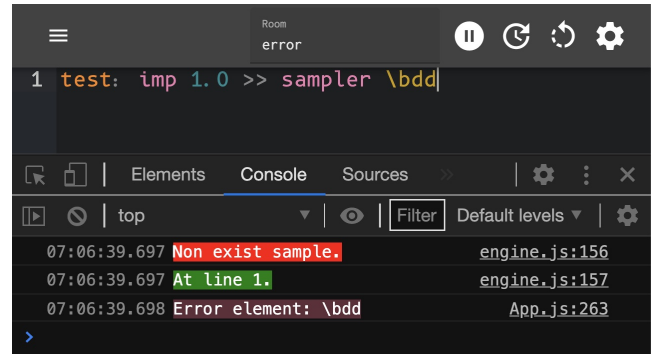 Room
error
1 test: imp 1.0 >> sampler \bdd
Elements Console Sources »
top ▼ Filter Default levels ▼
07:06:39.697 Non exist sample. engine.js:156
07:06:39.697 At line 1. engine.js:157
07:06:39.698 Error element: \bdd App.js:263
>